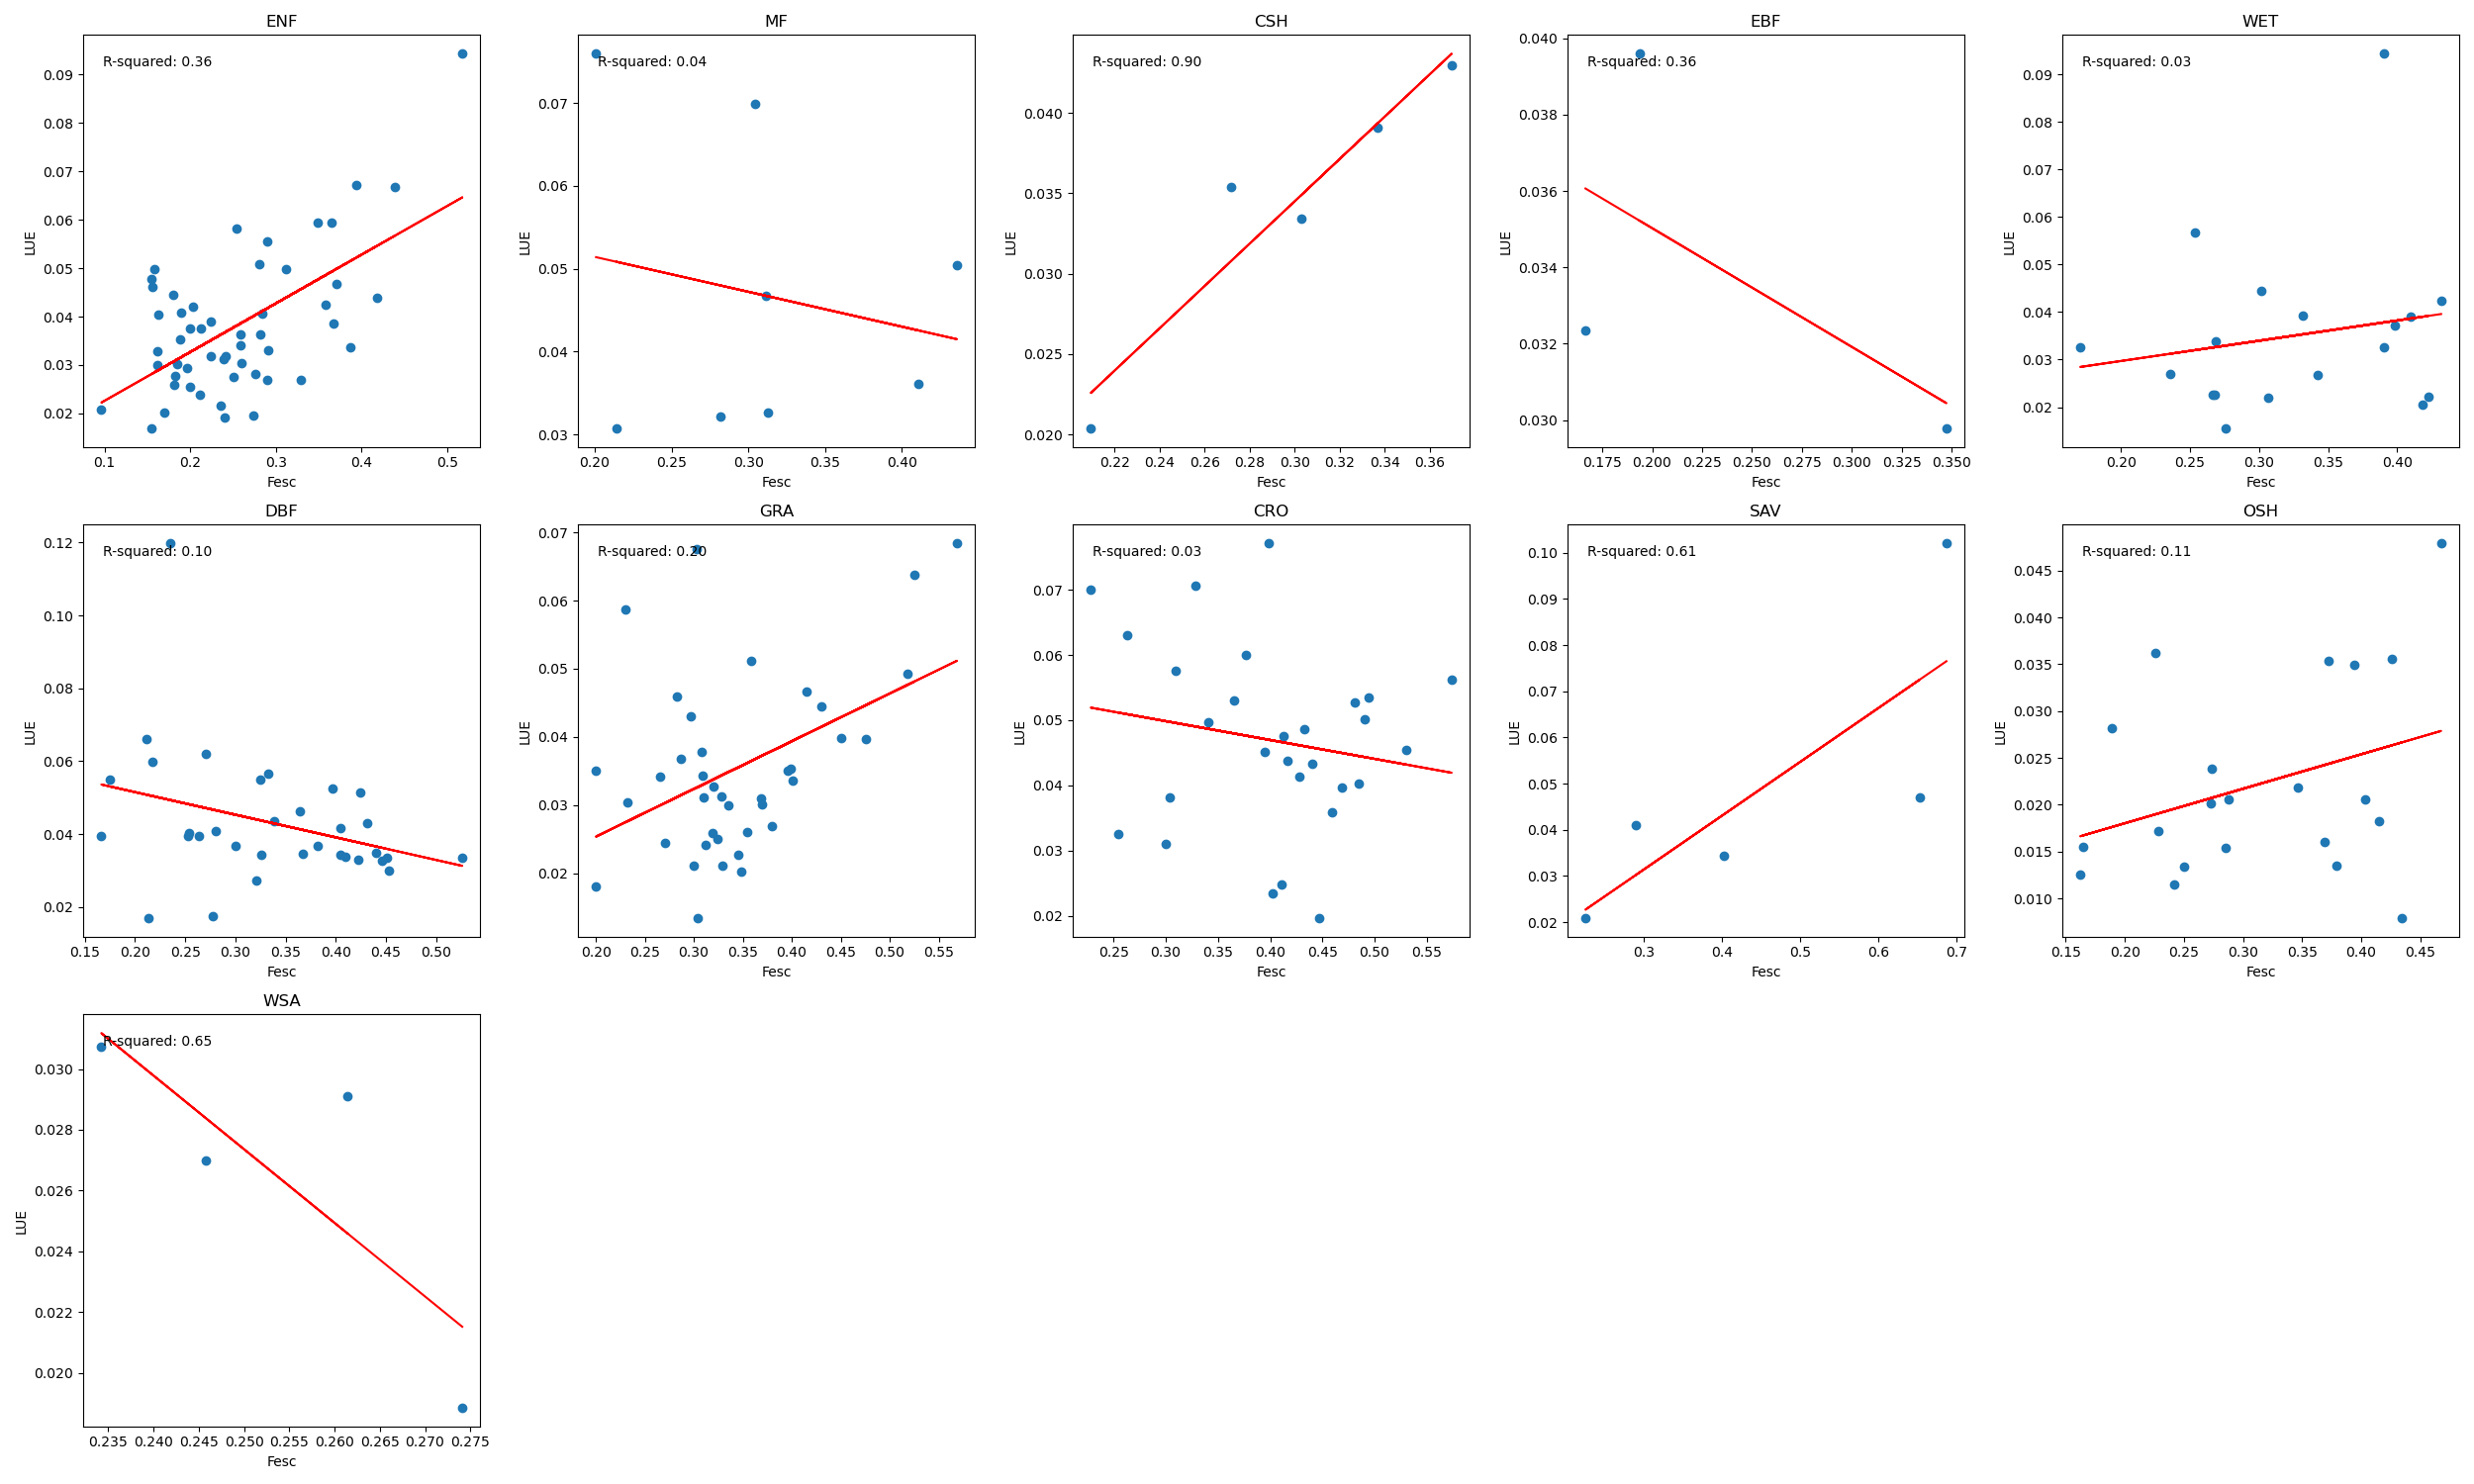 ENF
R-squared: 0.36
0.09
0.08
0.07
0.06
0.05
0.04
0.03
0.02
LUE
0.1 0.2 0.3 0.4 0.5
Fesc
MF
R-squared: 0.04
0.07
0.06
0.05
0.04
0.03
LUE
0.20 0.25 0.30 0.35 0.40
Fesc
CSH
R-squared: 0.90
0.040
0.035
0.030
0.025
0.020
LUE
0.22 0.24 0.26 0.28 0.30 0.32 0.34 0.36
Fesc
EBF
R-squared: 0.36
0.040
0.038
0.036
0.034
0.032
0.030
LUE
0.175 0.200 0.225 0.250 0.275 0.300 0.325 0.350
Fesc
WET
R-squared: 0.03
0.09
0.08
0.07
0.06
0.05
0.04
0.03
0.02
LUE
0.20 0.25 0.30 0.35 0.40
Fesc
DBF
R-squared: 0.10
0.12
0.10
0.08
0.06
0.04
0.02
LUE
0.15 0.20 0.25 0.30 0.35 0.40 0.45 0.50
Fesc
GRA
R-squared: 0.20
0.07
0.06
0.05
0.04
0.03
0.02
LUE
0.20 0.25 0.30 0.35 0.40 0.45 0.50 0.55
Fesc
CRO
R-squared: 0.03
0.07
0.06
0.05
0.04
0.03
0.02
LUE
0.25 0.30 0.35 0.40 0.45 0.50 0.55
Fesc
SAV
R-squared: 0.61
0.10
0.09
0.08
0.07
0.06
0.05
0.04
0.03
0.02
LUE
0.3 0.4 0.5 0.6 0.7
Fesc
OSH
R-squared: 0.11
0.045
0.040
0.035
0.030
0.025
0.020
0.015
0.010
LUE
0.15 0.20 0.25 0.30 0.35 0.40 0.45
Fesc
WSA
R-squared: 0.65
0.030
0.028
0.026
0.024
0.022
0.020
LUE
0.235 0.240 0.245 0.250 0.255 0.260 0.265 0.270 0.275
Fesc